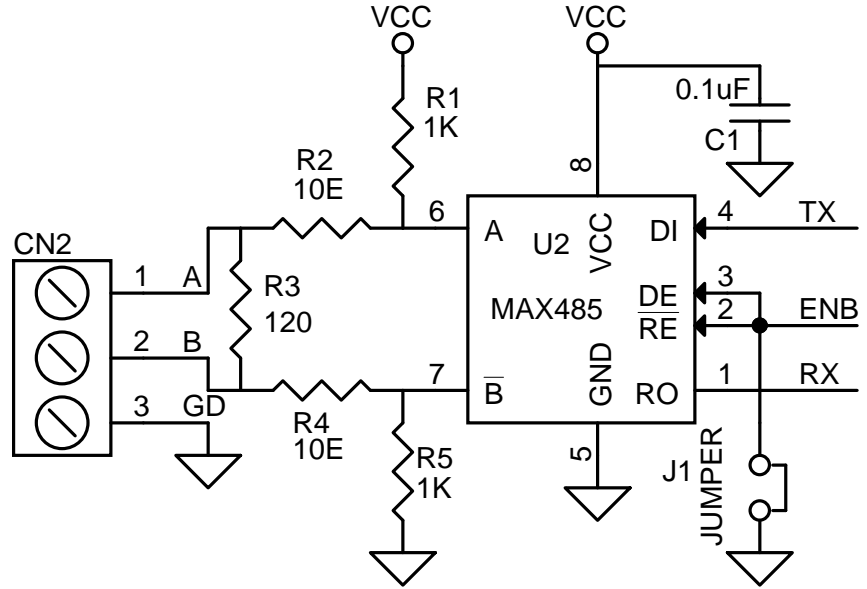 VCC
VCC
R1
1K
0.1uF
C1
R2
10E
8
6
A
U2
VCC
DI
4
TX
CN2
1
A
R3
120
MAX485
DE
3
RE
2
ENB
2
B
7
B
GND
RO
1
RX
3
GD
R4
10E
R5
1K
5
J1
JUMPER